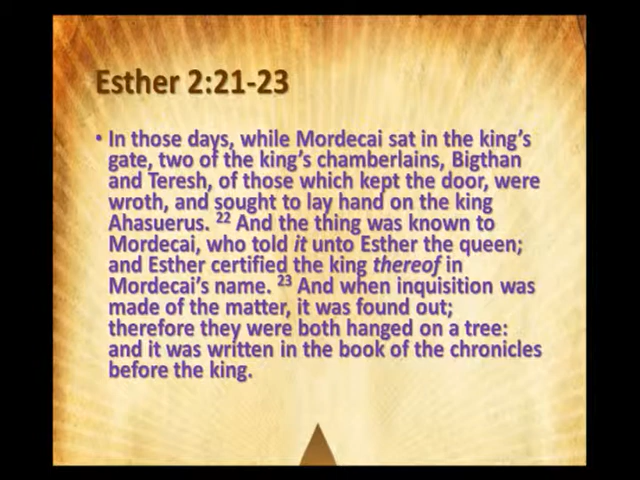 Esther 2:21-23
• In those days, while Mordecai sat in the king's
gate, two of the king's chamberlains, Bigthan
and Teresh, of those which kept the door, were
wroth, and sought to lay hand on the king
Ahasuerus. 22 And the thing was known to
Mordecai, who told it unto Esther the queen;
and Esther certified the king thereof in
Mordecai's name. 23 And when inquisition was
made of the matter, it was found out;
therefore they were both hanged on a tree:
and it was written in the book of the chronicles
before the king.